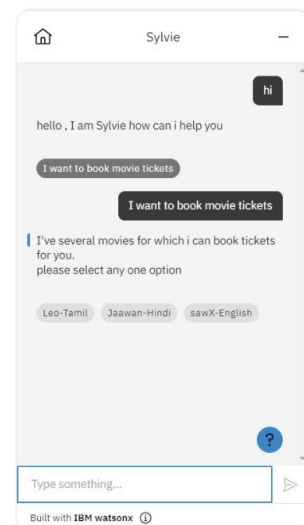 Sylvie
hi
hello , I am Sylvie how can i help you
I want to book movie tickets
I want to book movie tickets
I've several movies for which i can book tickets
for you.
please select any one option
Leo-Tamil Jaawan-Hindi sawX-English
?
Type something...
Built with IBM watsonx i